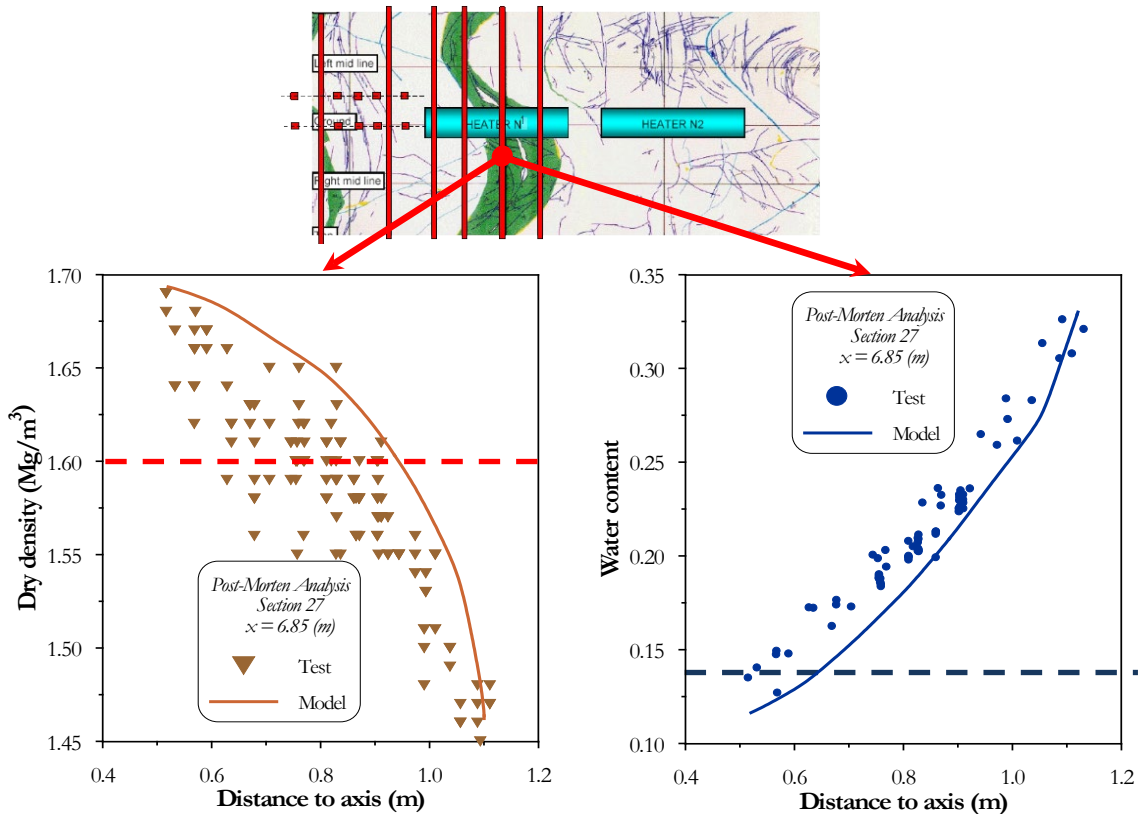 Left mid line
Ground
HEATER N1
HEATER N2
Right mid line
1.70
1.65
1.60
1.55
1.50
1.45
Dry density (Mg/m³)
Post-Morten Analysis
Section 27
x = 6.85 (m)
Test
Model
0.4
0.6
0.8
1.0
1.2
Distance to axis (m)
0.35
0.30
0.25
0.20
0.15
0.10
Water content
Post-Morten Analysis
Section 27
x = 6.85 (m)
Test
Model
0.4
0.6
0.8
1.0
1.2
Distance to axis (m)